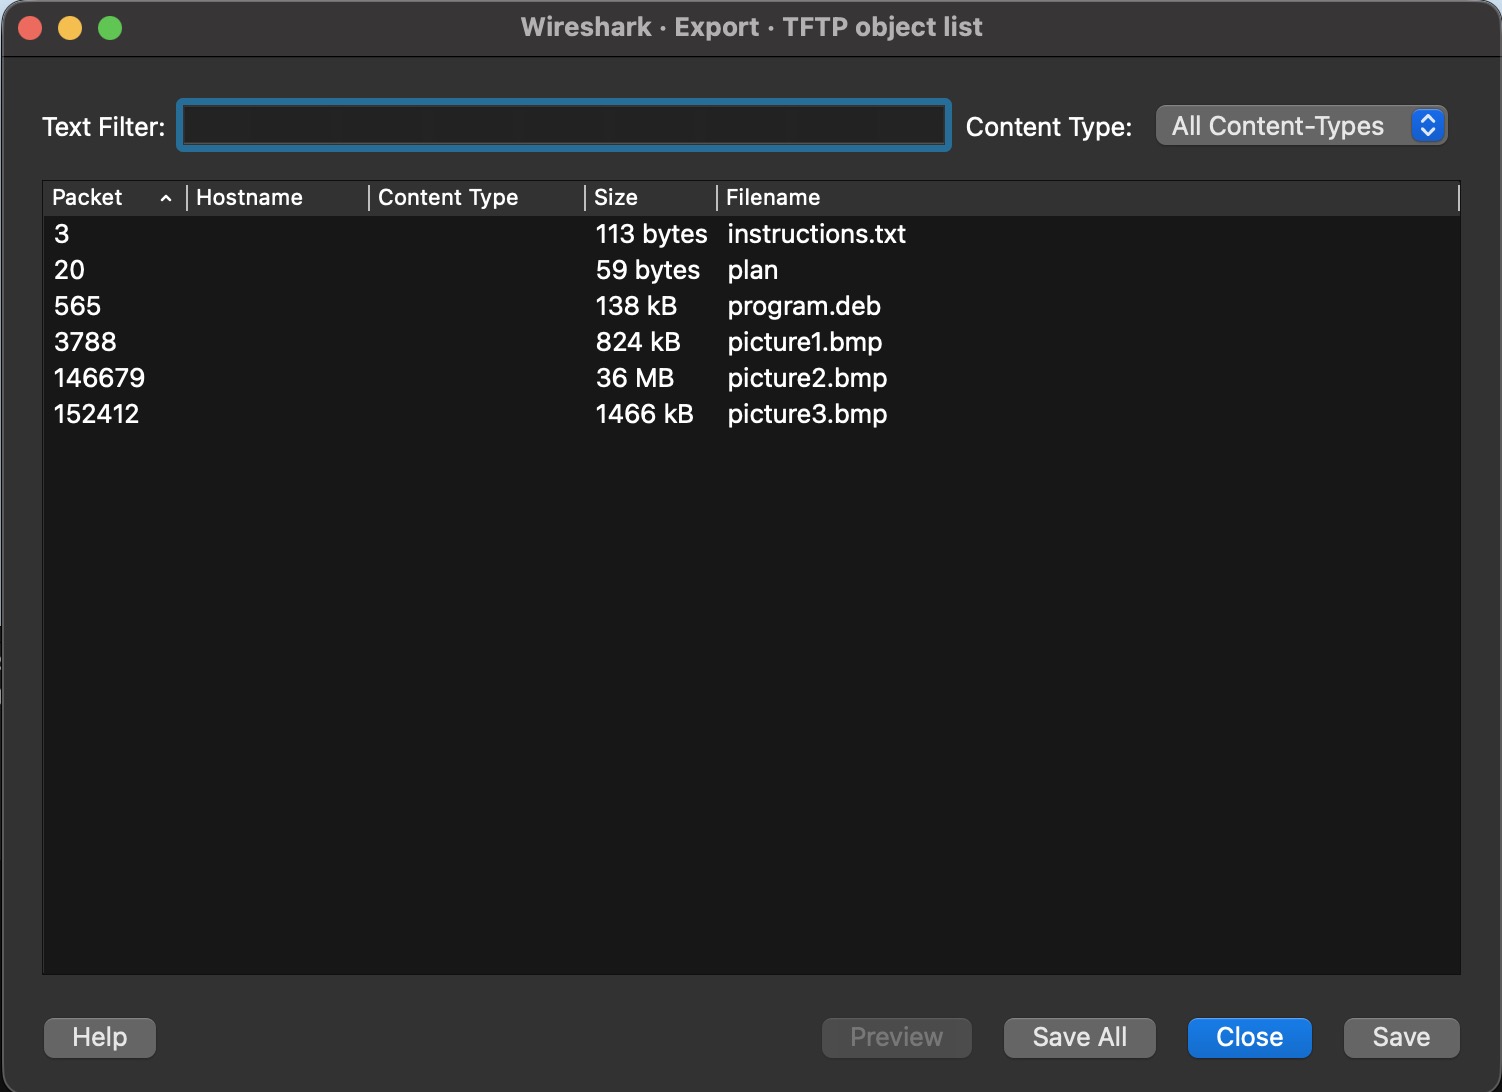 Wireshark · Export · TFTP object list
Text Filter: Content Type: All Content-Types
Packet Hostname Content Type Size Filename
3 113 bytes instructions.txt
20 59 bytes plan
565 138 kB program.deb
3788 824 kB picture1.bmp
146679 36 MB picture2.bmp
152412 1466 kB picture3.bmp
Help Preview Save All Close Save